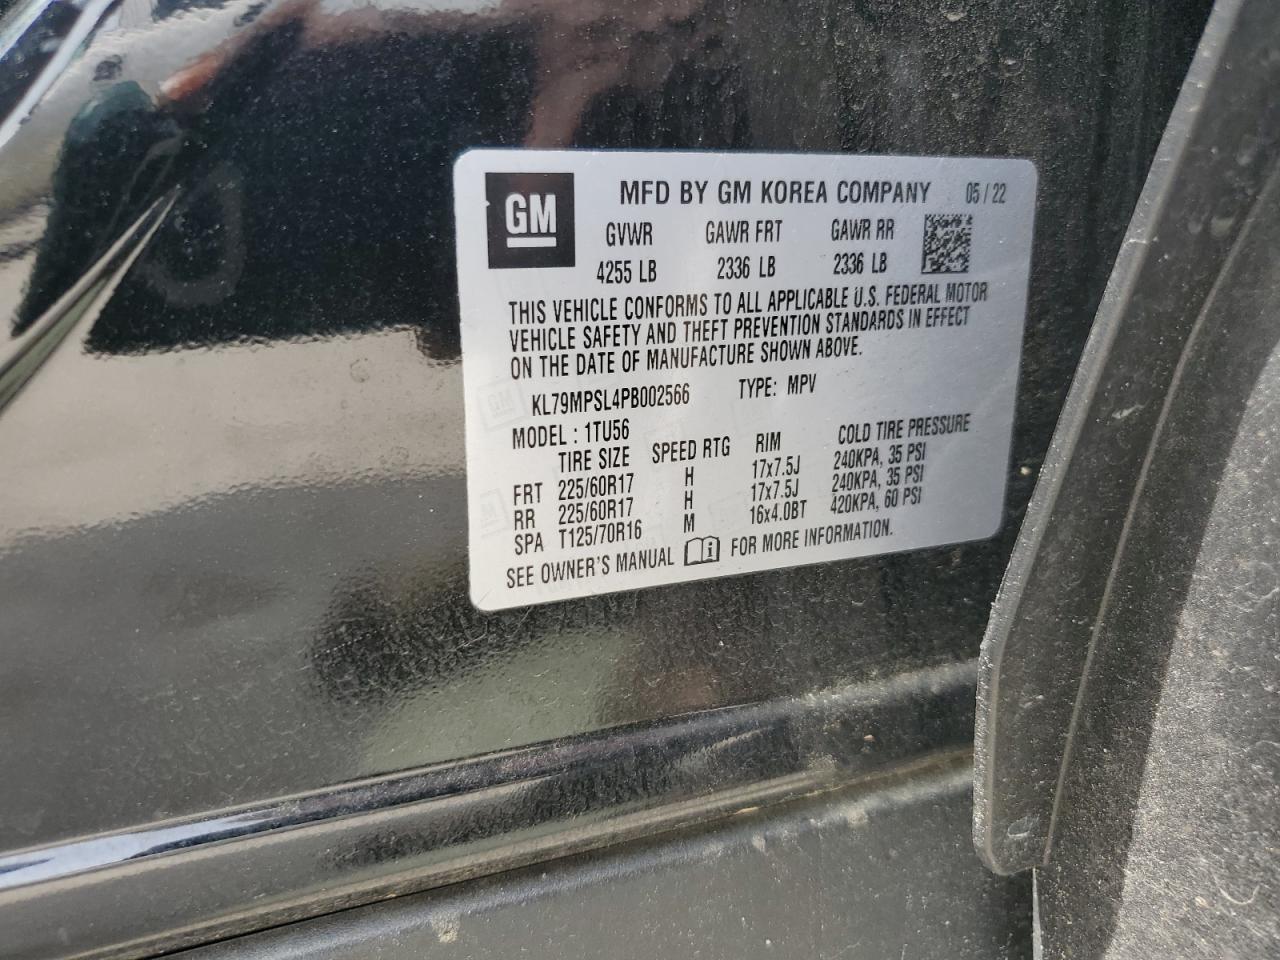 GM
MFD BY GM KOREA COMPANY 05 / 22
GVWR GAWR FRT GAWR RR
4255 LB 2336 LB 2336 LB
THIS VEHICLE CONFORMS TO ALL APPLICABLE U.S. FEDERAL MOTOR
VEHICLE SAFETY AND THEFT PREVENTION STANDARDS IN EFFECT
ON THE DATE OF MANUFACTURE SHOWN ABOVE.
KL79MPSL4PB002566 TYPE: MPV
MODEL : 1TU56
TIRE SIZE SPEED RTG RIM COLD TIRE PRESSURE
FRT 225/60R17 H 17x7.5J 240KPA, 35 PSI
RR 225/60R17 H 17x7.5J 240KPA, 35 PSI
SPA T125/70R16 M 16x4.0BT 420KPA, 60 PSI
SEE OWNER'S MANUAL i FOR MORE INFORMATION.